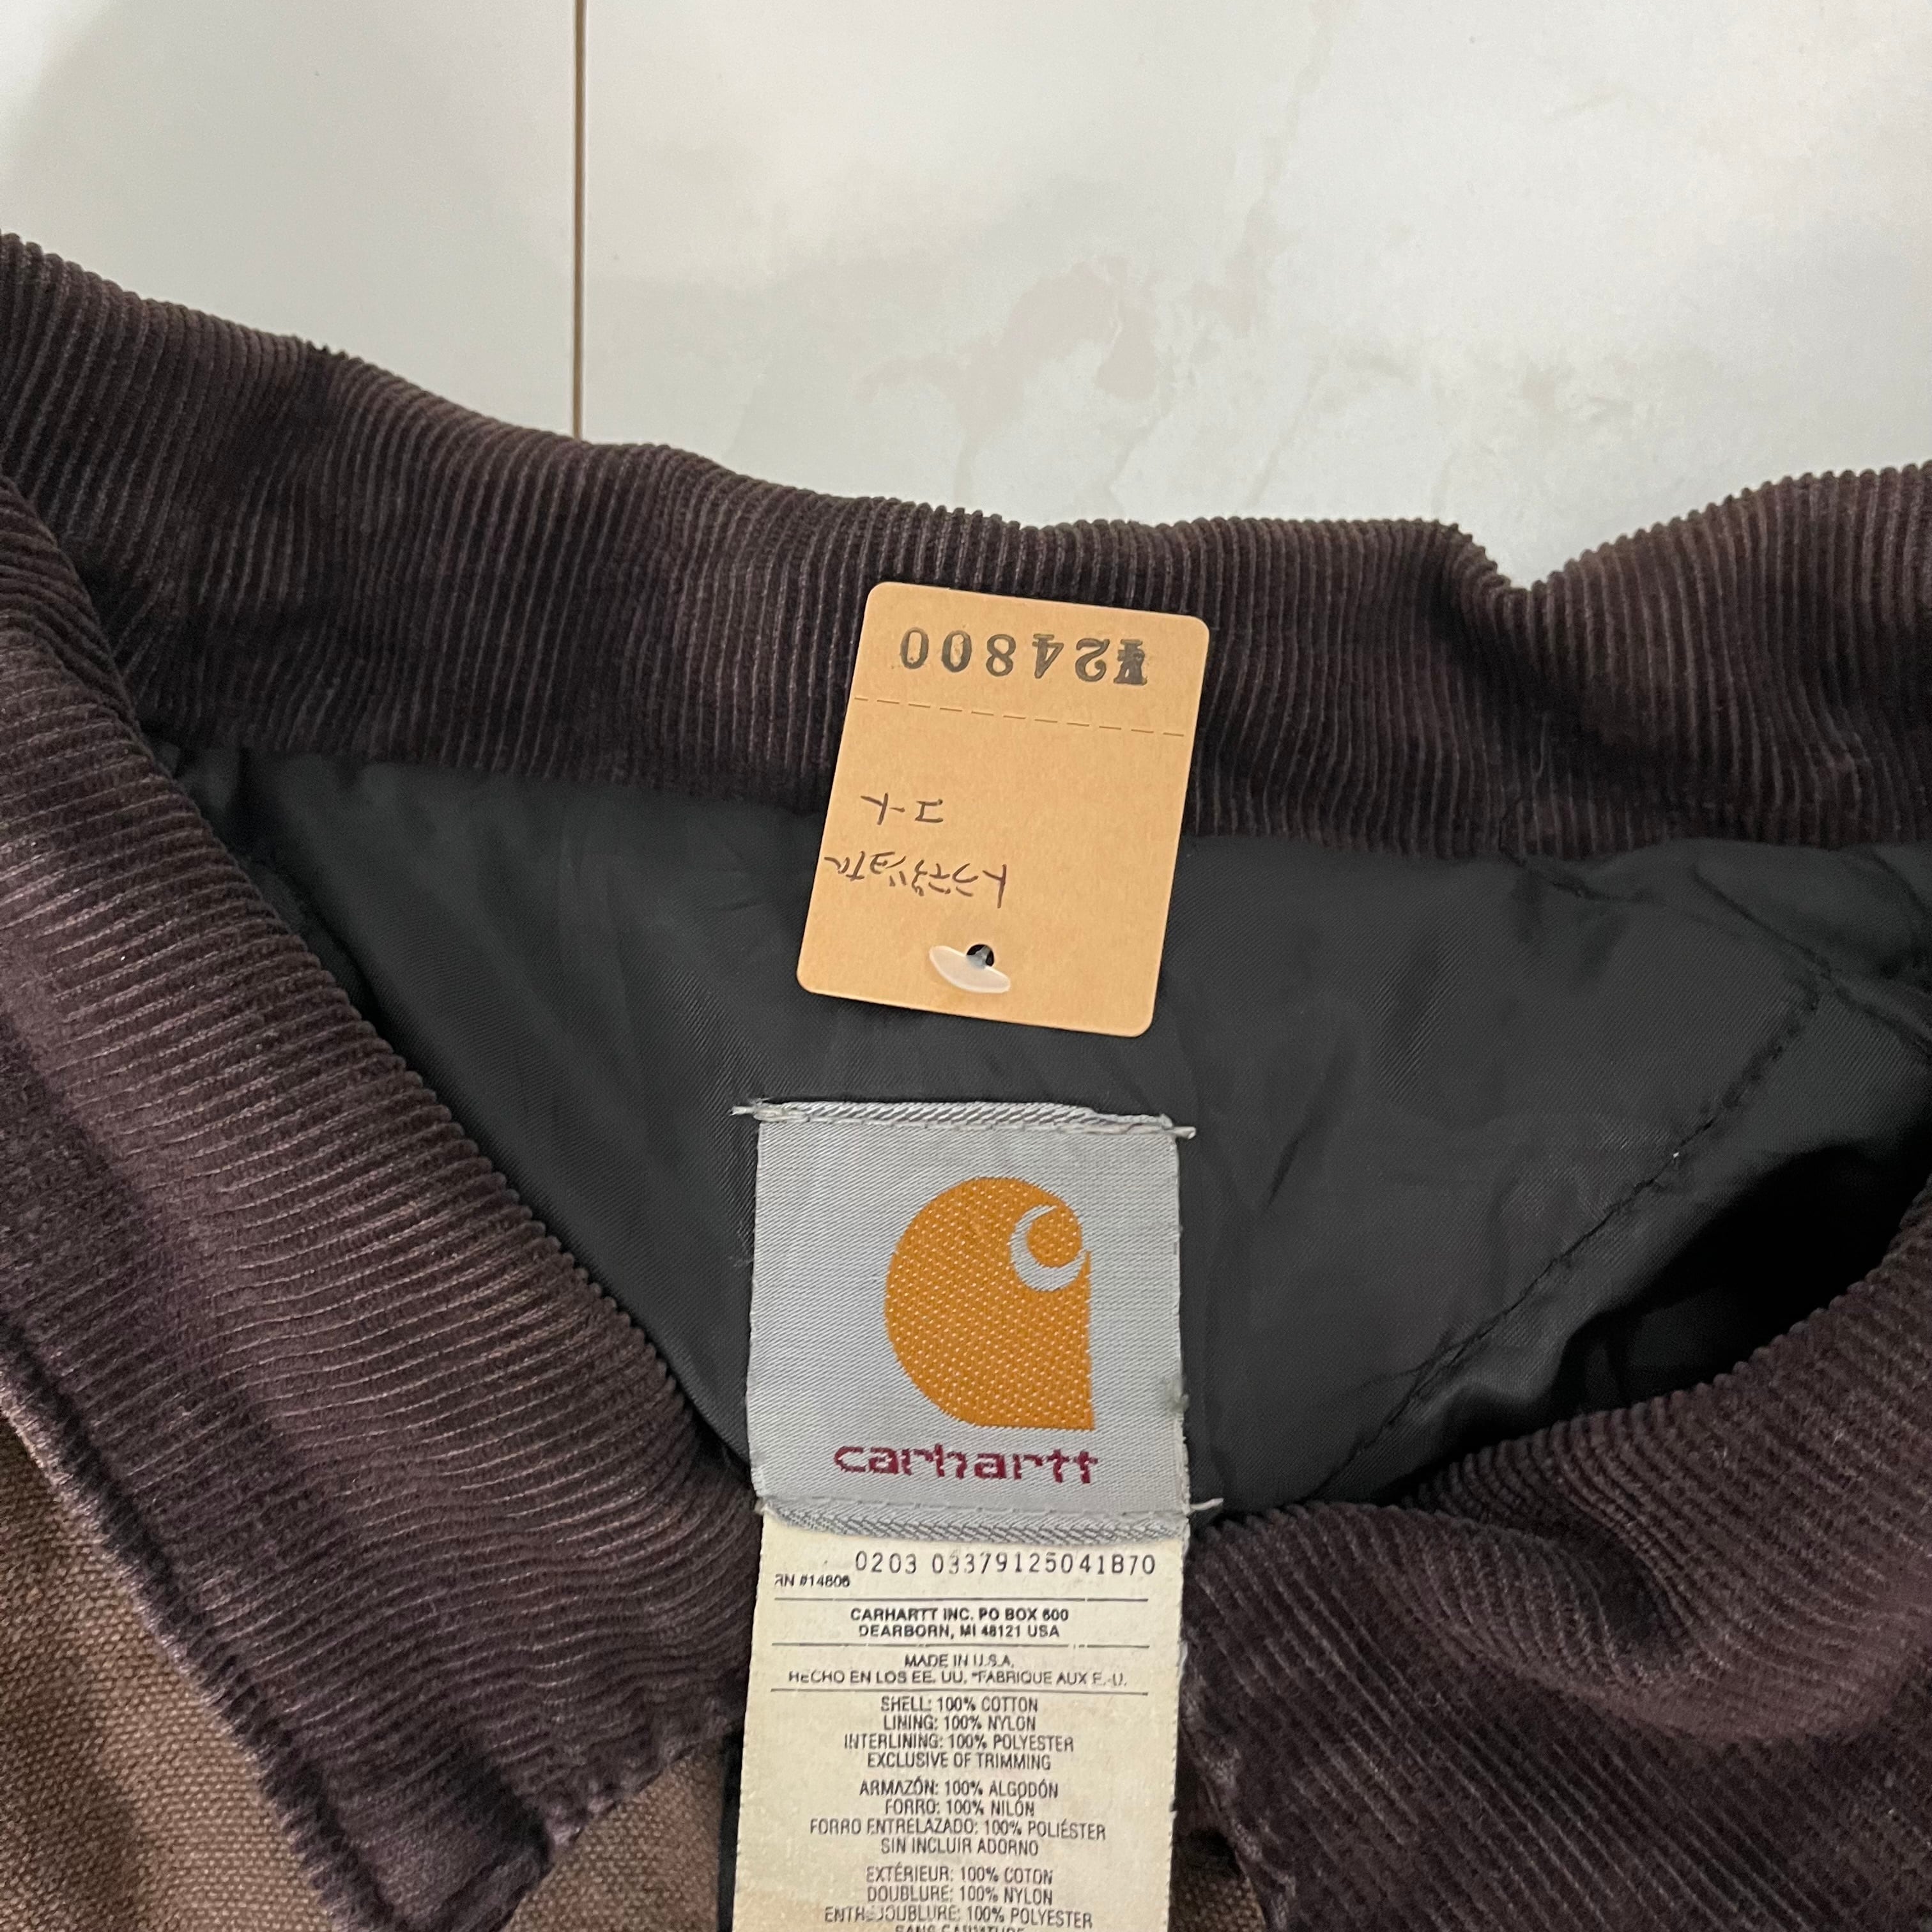 ¥24800
トラディショナル
コート
carhartt
0203 03379125041B70
RN #14806
CARHARTT INC. PO BOX 600
DEARBORN, MI 48121 USA
MADE IN U.S.A.
HECHO EN LOS EE. UU. *FABRIQUE AUX E.-U.
SHELL: 100% COTTON
LINING: 100% NYLON
INTERLINING: 100% POLYESTER
EXCLUSIVE OF TRIMMING
ARMAZÓN: 100% ALGODÓN
FORRO: 100% NILÓN
FORRO ENTRELAZADO: 100% POLIÉSTER
SIN INCLUIR ADORNO
EXTÉRIEUR: 100% COTON
DOUBLURE: 100% NYLON
100% POLYESTER